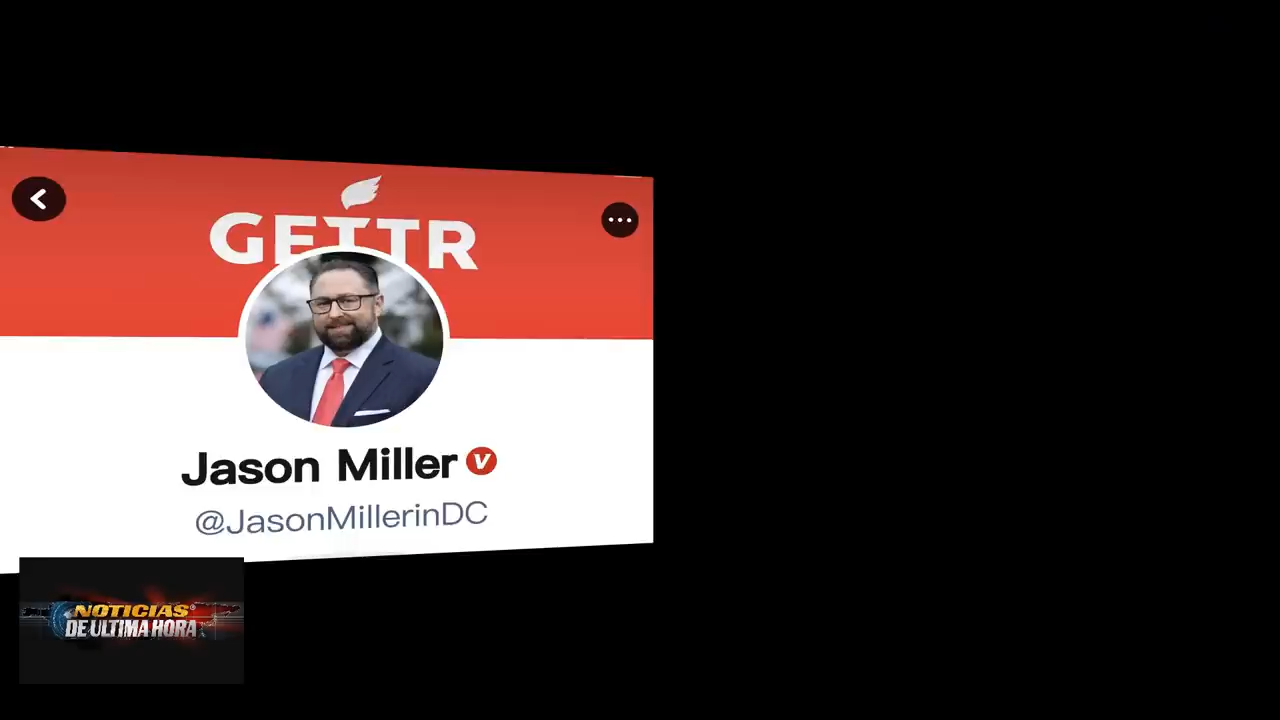 GETTR
Jason Miller
@JasonMillerinDC
NOTICIAS
DE ULTIMA HORA